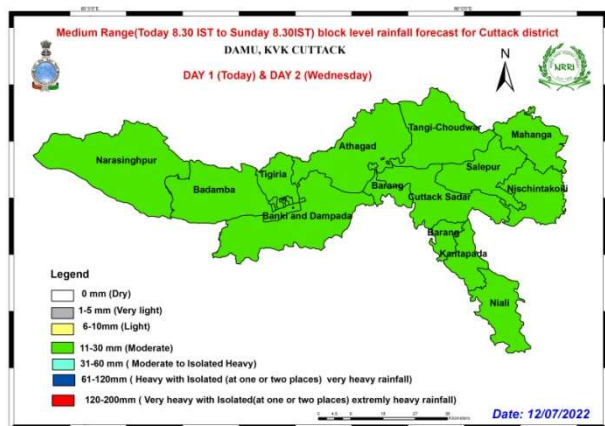 Medium Range(Today 8.30 IST to Sunday 8.30IST) block level rainfall forecast for Cuttack district
DAMU, KVK CUTTACK
DAY 1 (Today) & DAY 2 (Wednesday)
N
NRRI
Tangi-Choudwar
Mahanga
Athagad
Narasinghpur
Salepur
Tigiria
Badamba
Barang
Nischintakoili
Cuttack Sadar
Banki and Dampada
Barang
Kantapada
Niali
Legend
0 mm (Dry)
1-5 mm (Very light)
6-10mm (Light)
11-30 mm (Moderate)
31-60 mm ( Moderate to Isolated Heavy)
61-120mm ( Heavy with Isolated (at one or two places) very heavy rainfall)
120-200mm ( Very heavy with Isolated(at one or two places) extremly heavy rainfall)
Date: 12/07/2022